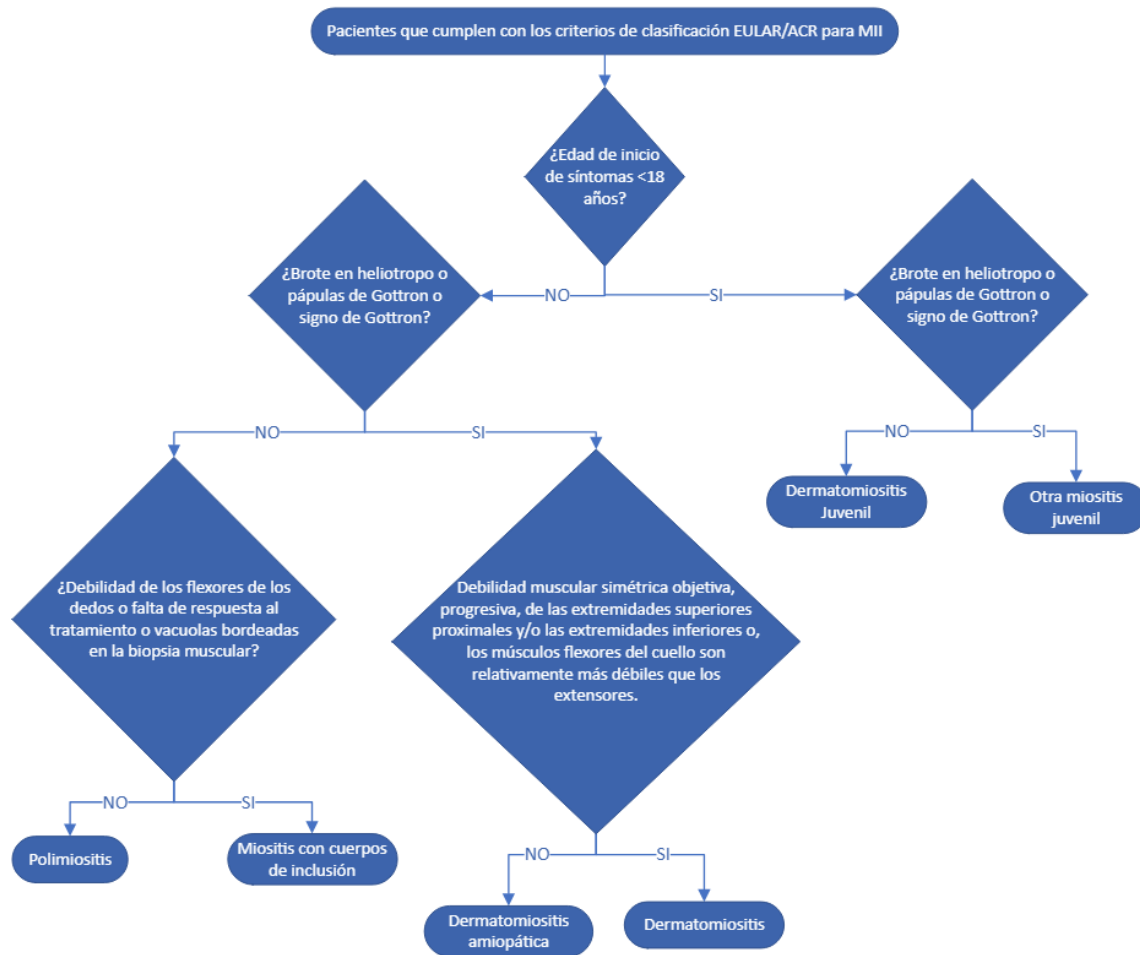 Pacientes que cumplen con los criterios de clasificación EULAR/ACR para MII
¿Edad de inicio
de síntomas <18
años?
¿Brote en heliotropo o
pápulas de Gottron o
signo de Gottron?
NO
SI
¿Brote en heliotropo o
pápulas de Gottron o
signo de Gottron?
NO
SI
NO
SI
Dermatomiositis
Juvenil
Otra miositis
juvenil
¿Debilidad de los flexores de los
dedos o falta de respuesta al
tratamiento o vacuolas bordeadas
en la biopsia muscular?
Debilidad muscular simétrica objetiva,
progresiva, de las extremidades superiores
proximales y/o las extremidades inferiores o,
los músculos flexores del cuello son
relativamente más débiles que los
extensores.
NO
SI
Polimiositis
Miositis con cuerpos
de inclusión
NO
SI
Dermatomiositis
amiopática
Dermatomiositis